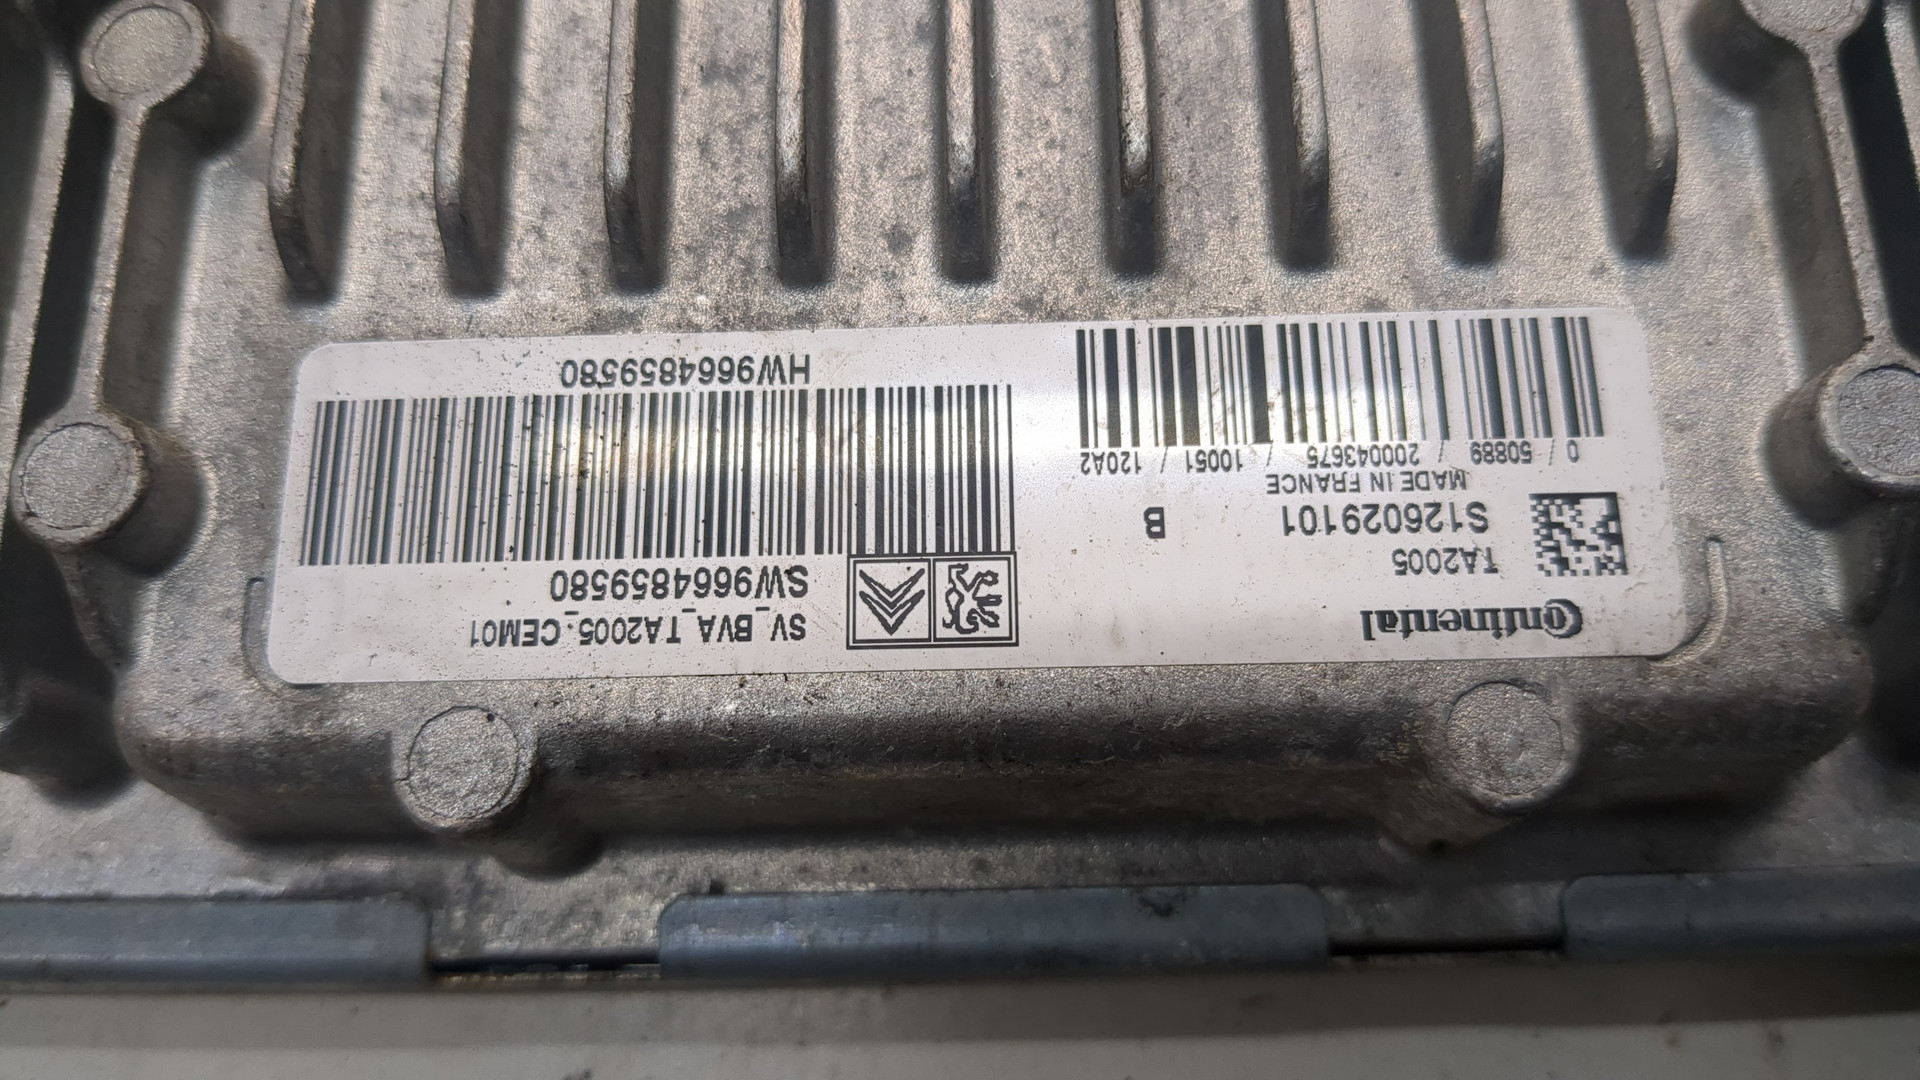 Continental
TA2005
S126029101 B
MADE IN FRANCE
0 / 50889 / 200043675 / 10051 / 120A2
SV_BVA_TA2005_CEM01
SW9664859580
HW9664859580